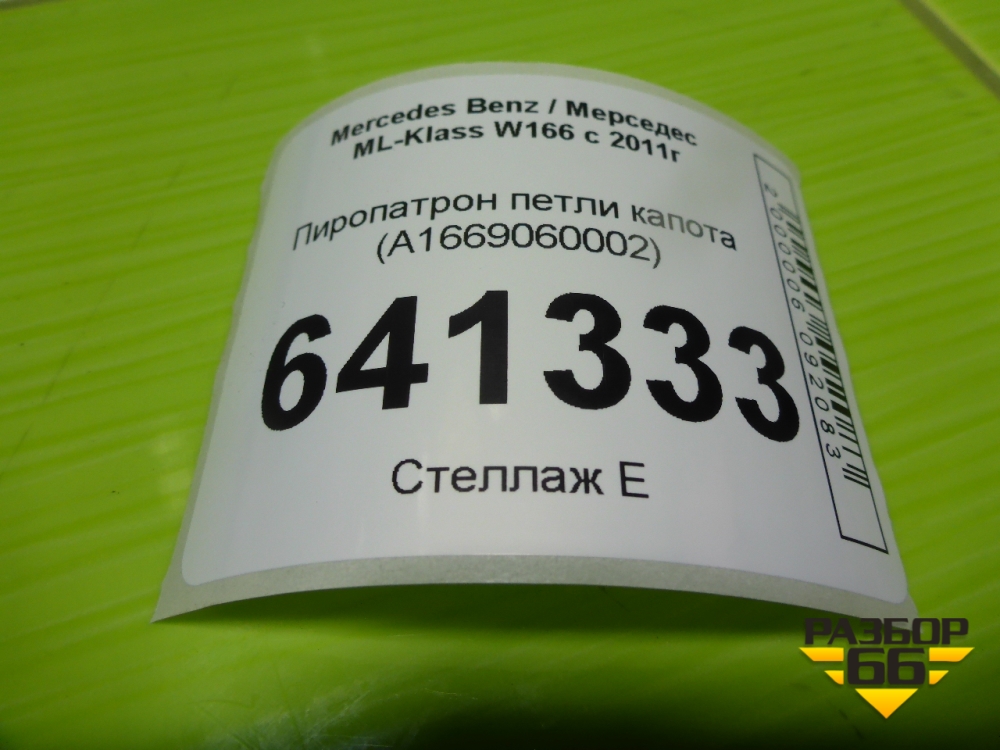 Mercedes Benz / Мерседес
ML-Klass W166 с 2011г
Пиропатрон петли капота
(A1669060002)
641333
Стеллаж Е
2000006092083
РАЗБОР
66